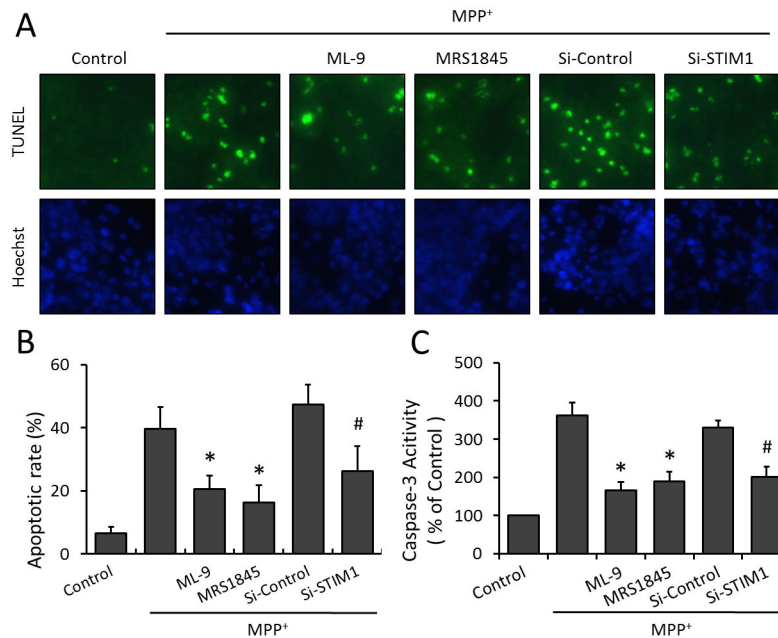 A
MPP⁺
Control
ML-9
MRS1845
Si-Control
Si-STIM1
TUNEL
Hoechst
B
Apoptotic rate (%)
60
40
20
0
*
*
#
Control
ML-9
MRS1845
Si-Control
Si-STIM1
MPP⁺
C
Caspase-3 Acitivity
( % of Control )
500
400
300
200
100
0
*
*
#
Control
ML-9
MRS1845
Si-Control
Si-STIM1
MPP⁺